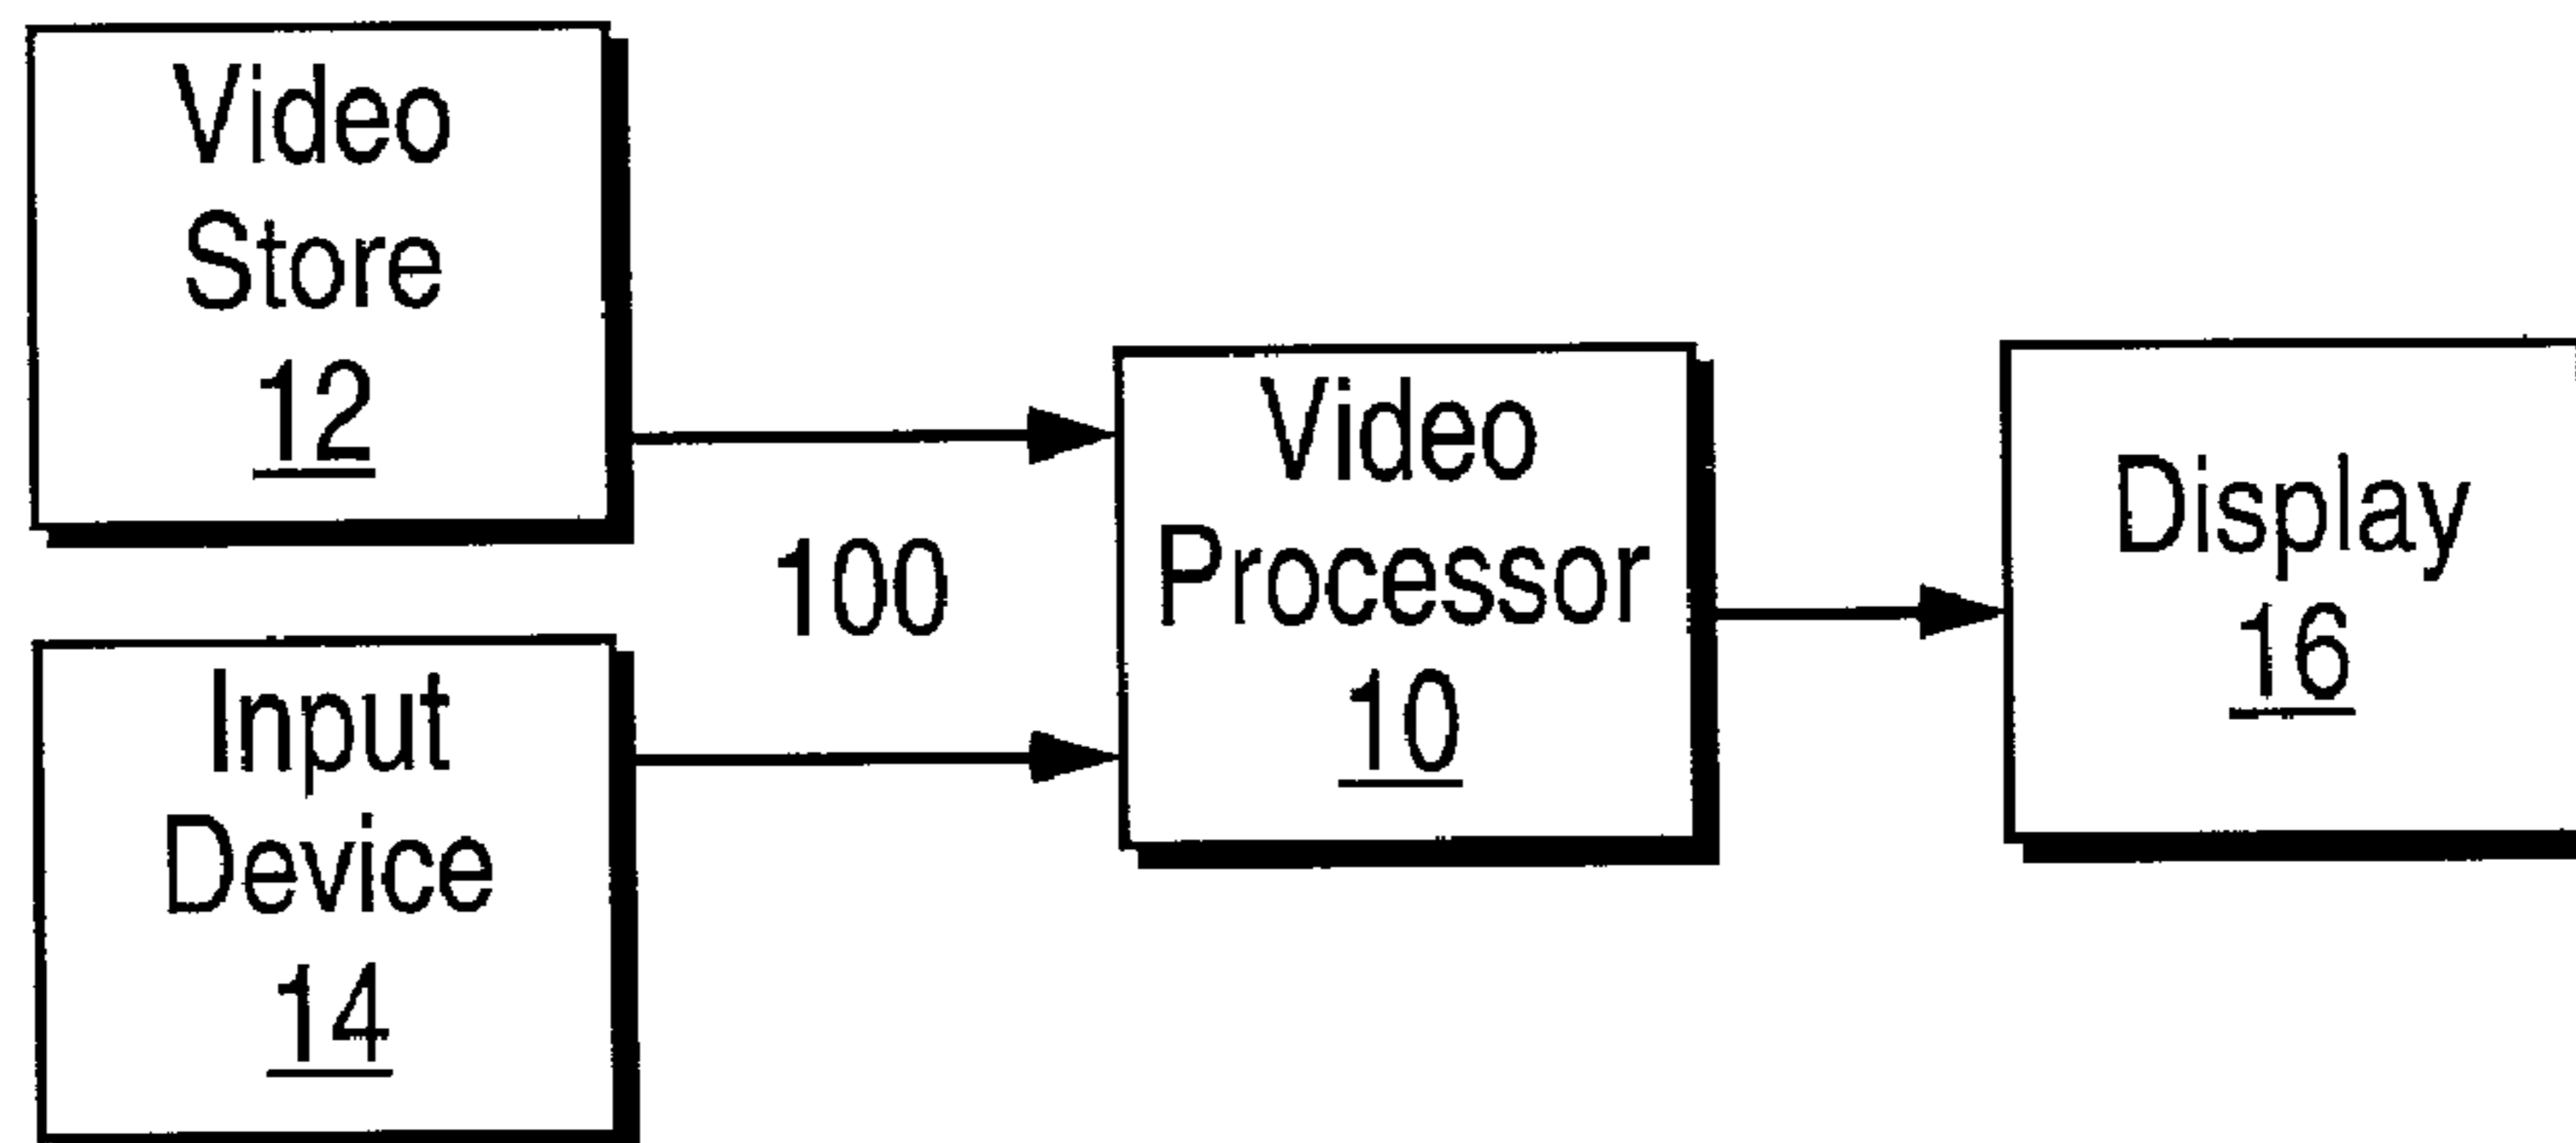 Video
Store
12
100
Input
Device
14
Video
Processor
10
Display
16